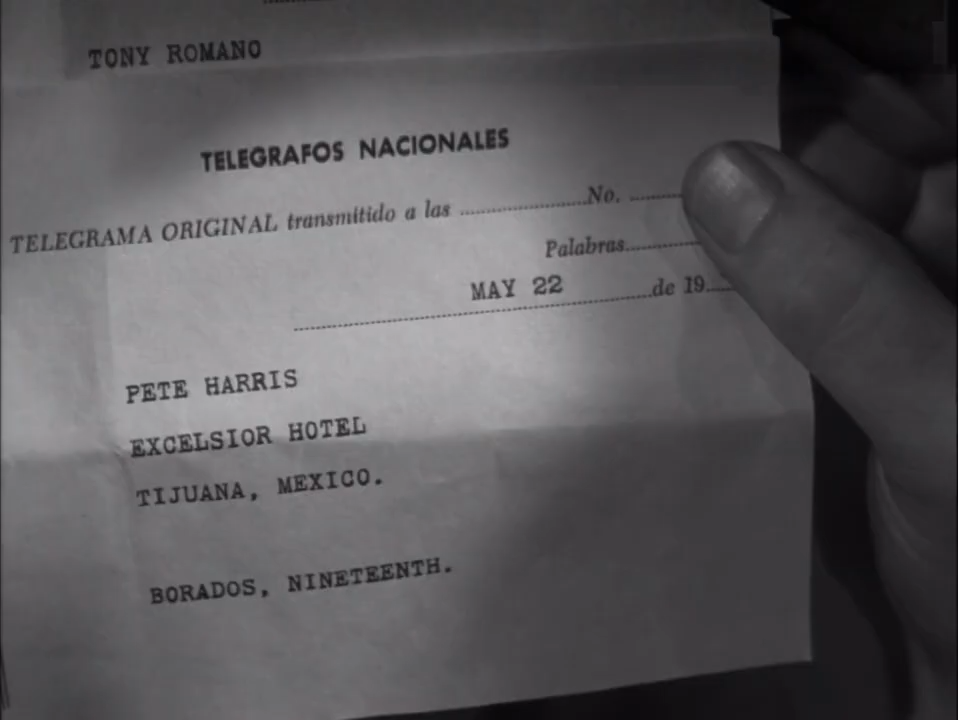 TONY ROMANO
TELEGRAFOS NACIONALES
TELEGRAMA ORIGINAL transmitido a las ....................No. ..........
Palabras..............
MAY 22 ..........de 19.....
PETE HARRIS
EXCELSIOR HOTEL
TIJUANA, MEXICO.
BORADOS, NINETEENTH.